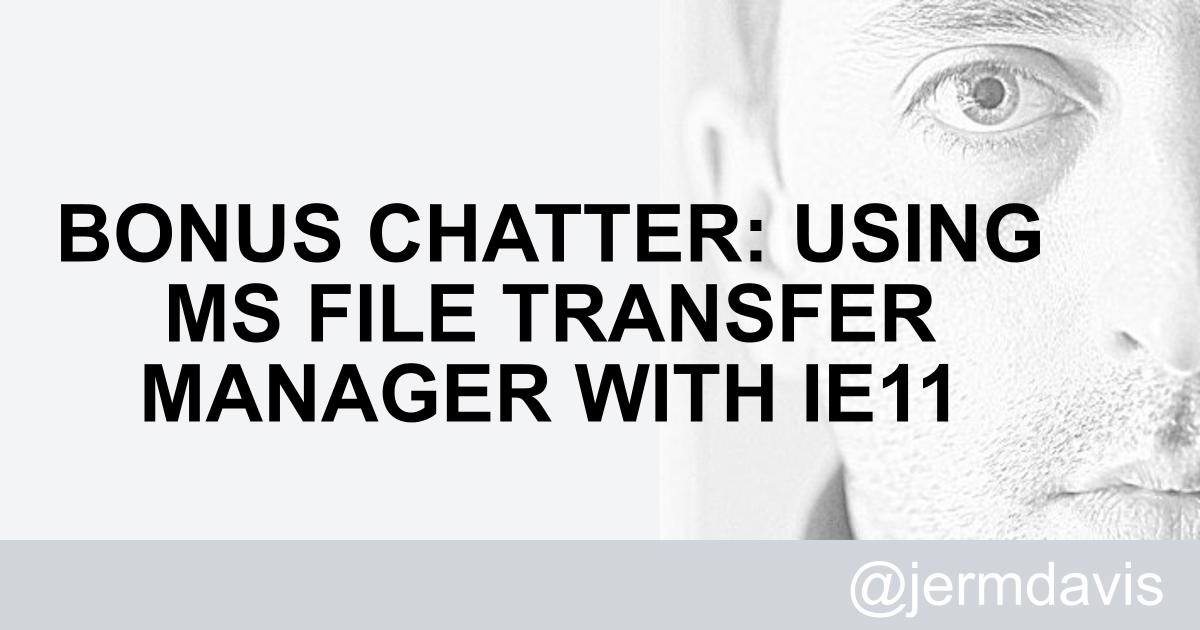 BONUS CHATTER: USING
MS FILE TRANSFER
MANAGER WITH IE11
@jermdavis